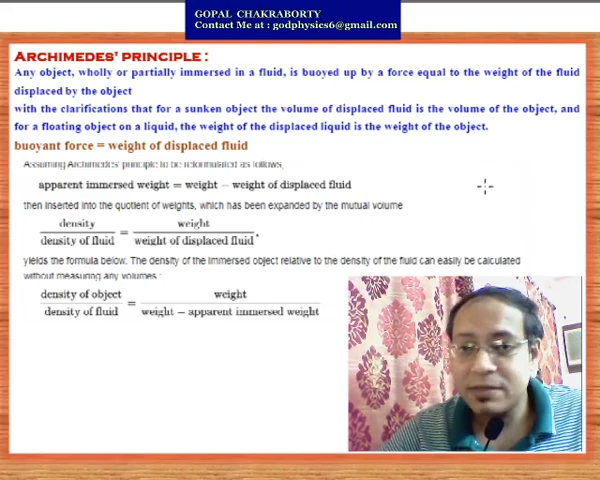 GOPAL CHAKRABORTY
Contact Me at : godphysics6@gmail.com
ARCHIMEDES' PRINCIPLE :
Any object, wholly or partially immersed in a fluid, is buoyed up by a force equal to the weight of the fluid
displaced by the object
with the clarifications that for a sunken object the volume of displaced fluid is the volume of the object, and
for a floating object on a liquid, the weight of the displaced liquid is the weight of the object.
buoyant force = weight of displaced fluid
Assuming Archimedes' principle to be reformulated as follows,
apparent immersed weight = weight − weight of displaced fluid
then inserted into the quotient of weights, which has been expanded by the mutual volume
density / density of fluid = weight / weight of displaced fluid,
yields the formula below. The density of the immersed object relative to the density of the fluid can easily be calculated
without measuring any volumes :
density of object / density of fluid = weight / weight − apparent immersed weight